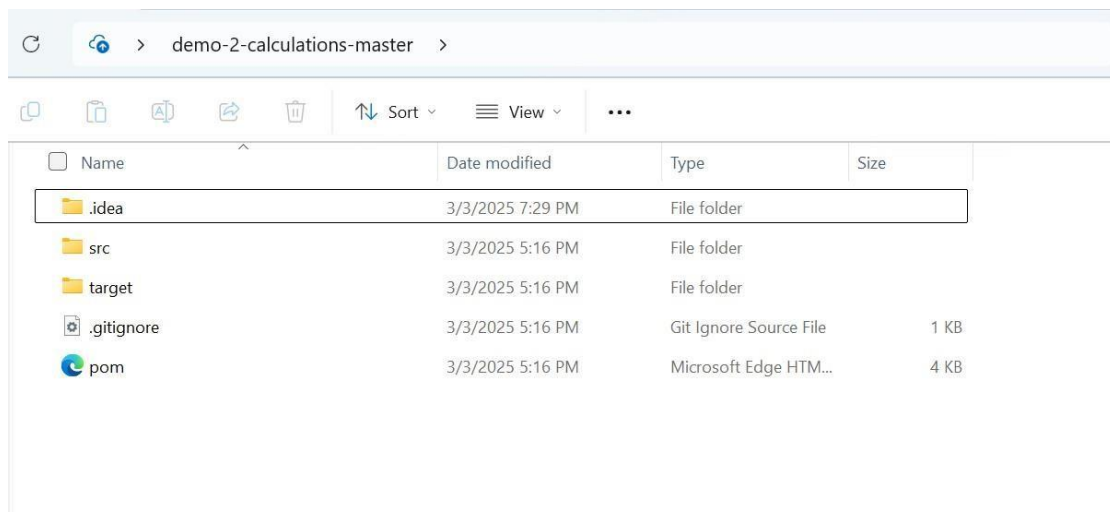 demo-2-calculations-master
Sort View
Name Date modified Type Size
.idea 3/3/2025 7:29 PM File folder
src 3/3/2025 5:16 PM File folder
target 3/3/2025 5:16 PM File folder
.gitignore 3/3/2025 5:16 PM Git Ignore Source File 1 KB
pom 3/3/2025 5:16 PM Microsoft Edge HTM... 4 KB